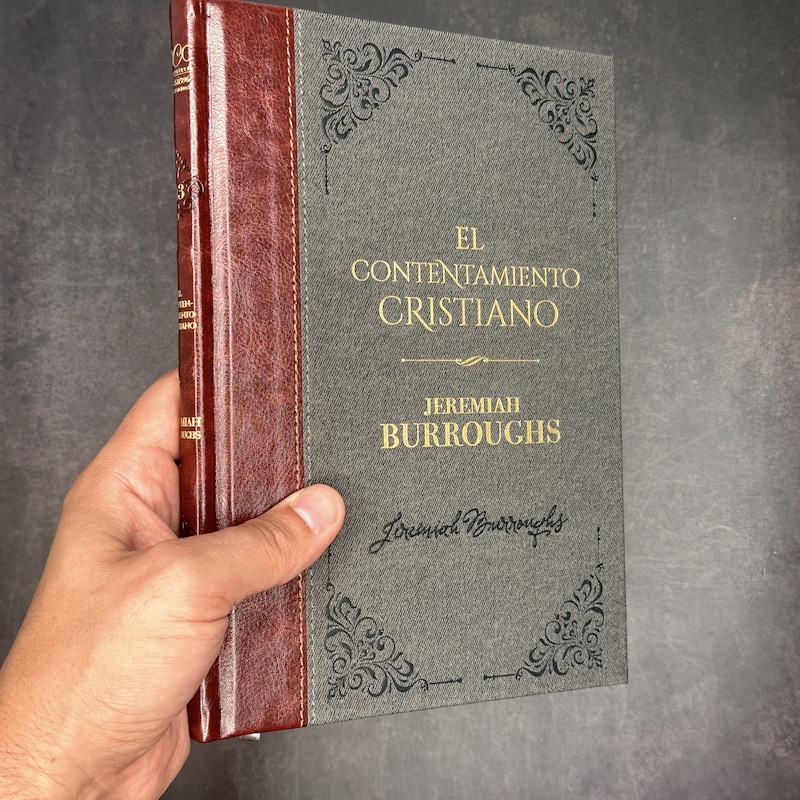 EL
CONTENTAMIENTO
CRISTIANO
JEREMIAH
BURROUGHS
Jeremiah Burroughs